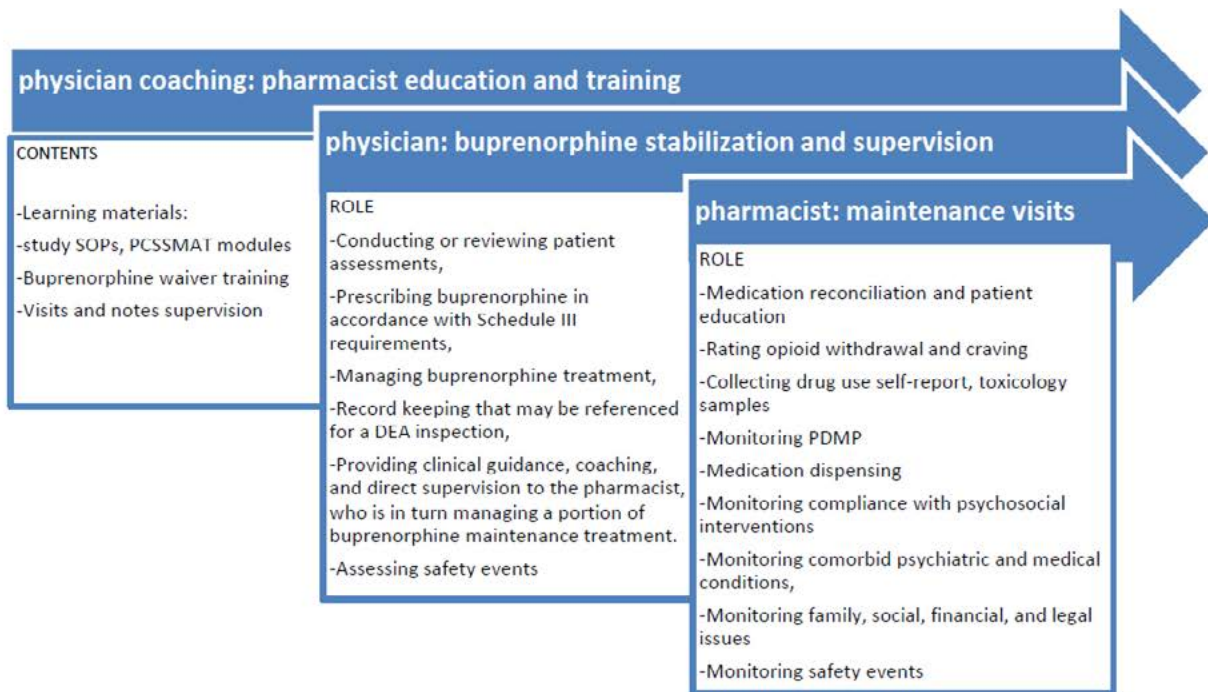 physician coaching: pharmacist education and training
CONTENTS
-Learning materials:
-study SOPs, PCSSMAT modules
-Buprenorphine waiver training
-Visits and notes supervision
physician: buprenorphine stabilization and supervision
ROLE
-Conducting or reviewing patient
assessments,
-Prescribing buprenorphine in
accordance with Schedule III
requirements,
-Managing buprenorphine treatment,
-Record keeping that may be referenced
for a DEA inspection,
-Providing clinical guidance, coaching,
and direct supervision to the pharmacist,
who is in turn managing a portion of
buprenorphine maintenance treatment.
-Assessing safety events
pharmacist: maintenance visits
ROLE
-Medication reconciliation and patient
education
-Rating opioid withdrawal and craving
-Collecting drug use self-report, toxicology
samples
-Monitoring PDMP
-Medication dispensing
-Monitoring compliance with psychosocial
interventions
-Monitoring comorbid psychiatric and medical
conditions,
-Monitoring family, social, financial, and legal
issues
-Monitoring safety events